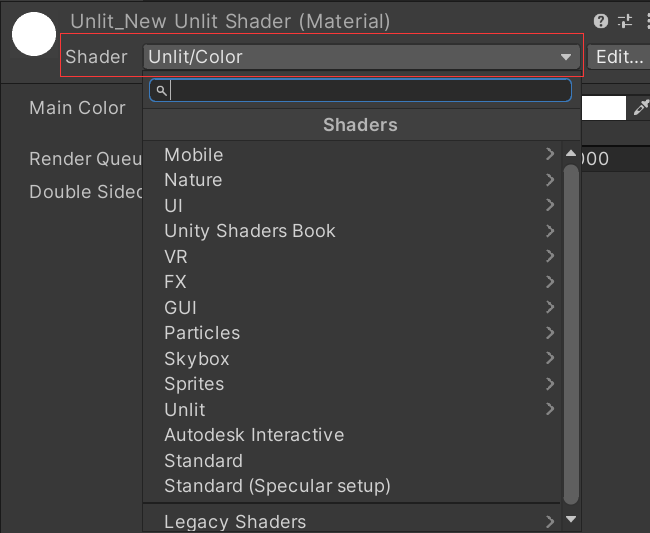 Unlit_New Unlit Shader (Material)
Shader Unlit/Color Edit...
Main Color
Shaders
Mobile
Render Queu 000
Nature
Double Sided
UI
Unity Shaders Book
VR
FX
GUI
Particles
Skybox
Sprites
Unlit
Autodesk Interactive
Standard
Standard (Specular setup)
Legacy Shaders